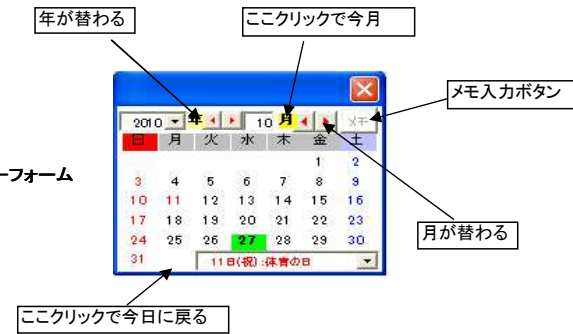 年が替わる
ここクリックで今月
メモ入力ボタン
2010 年 10 月 メモ
日 月 火 水 木 金 土
1 2
3 4 5 6 7 8 9
ーフォーム
10 11 12 13 14 15 16
17 18 19 20 21 22 23
月が替わる
24 25 26 27 28 29 30
31 11日(祝):体育の日
ここクリックで今日に戻る